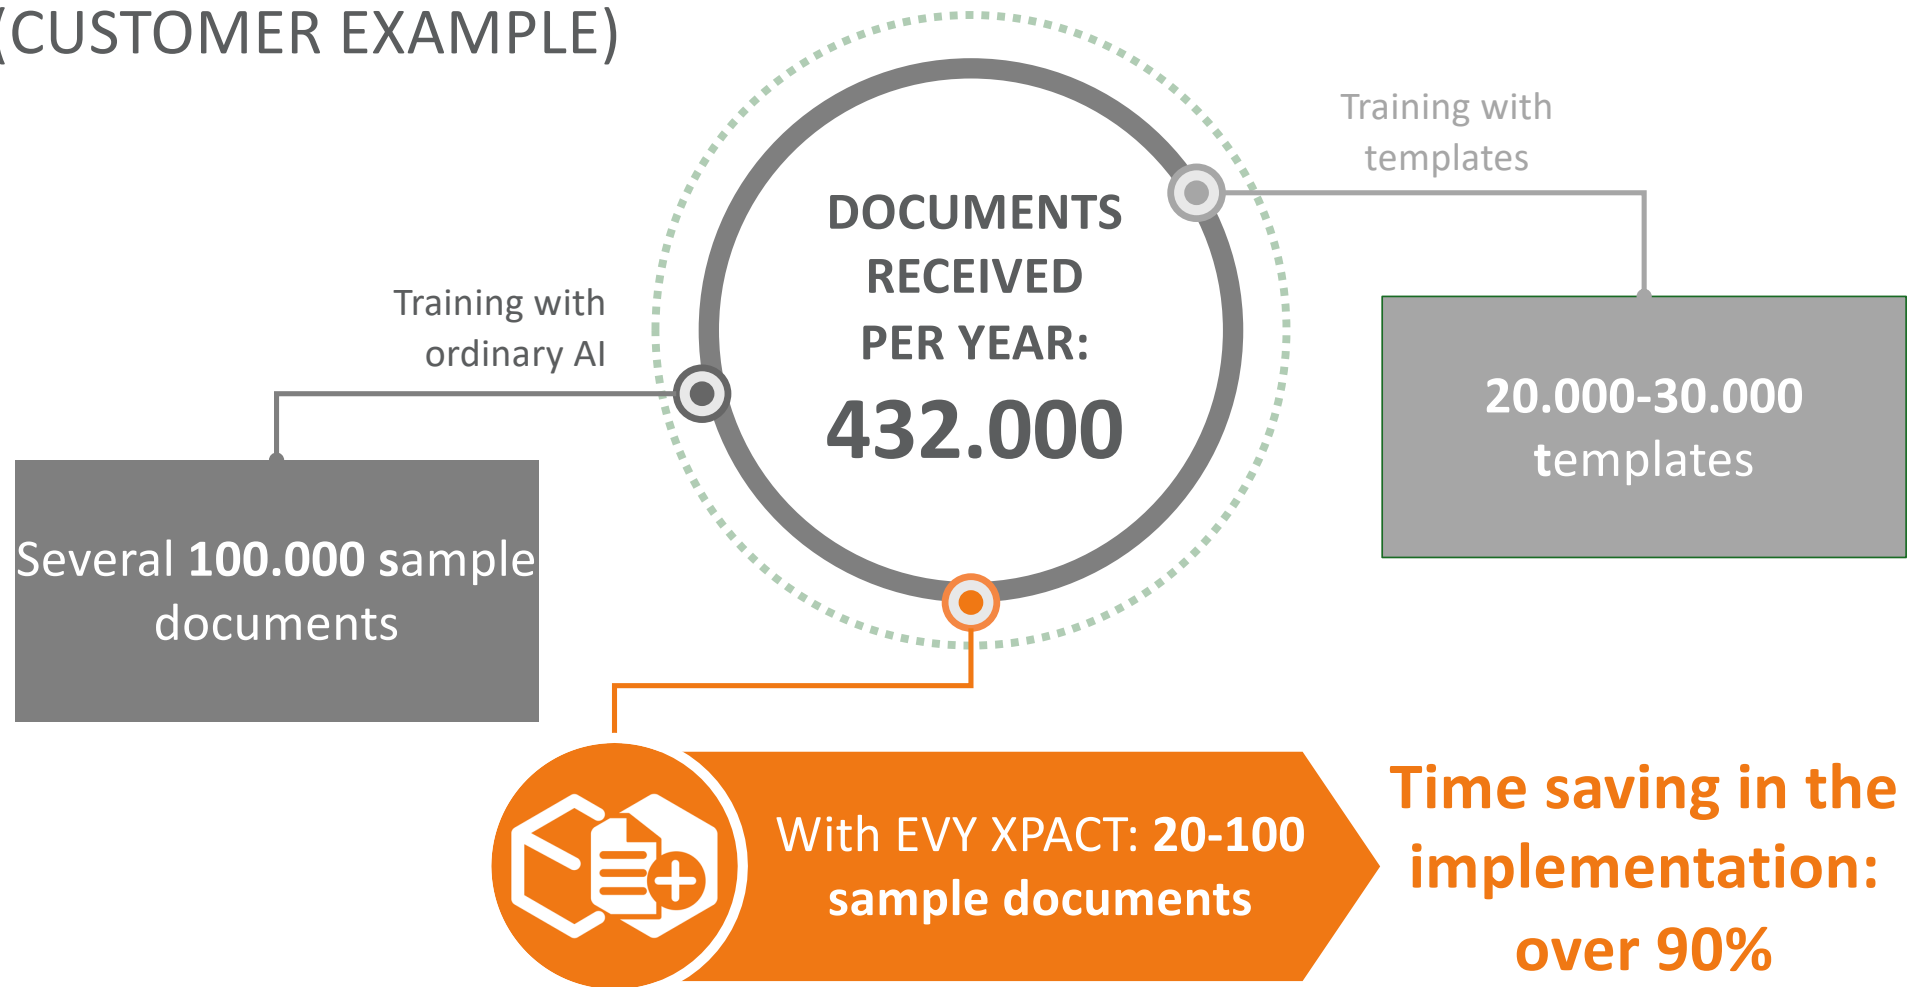 (CUSTOMER EXAMPLE)
Training with
templates
DOCUMENTS
RECEIVED
PER YEAR:
432.000
Training with
ordinary AI
20.000-30.000
templates
Several 100.000 sample
documents
With EVY XPACT: 20-100
sample documents
Time saving in the
implementation:
over 90%